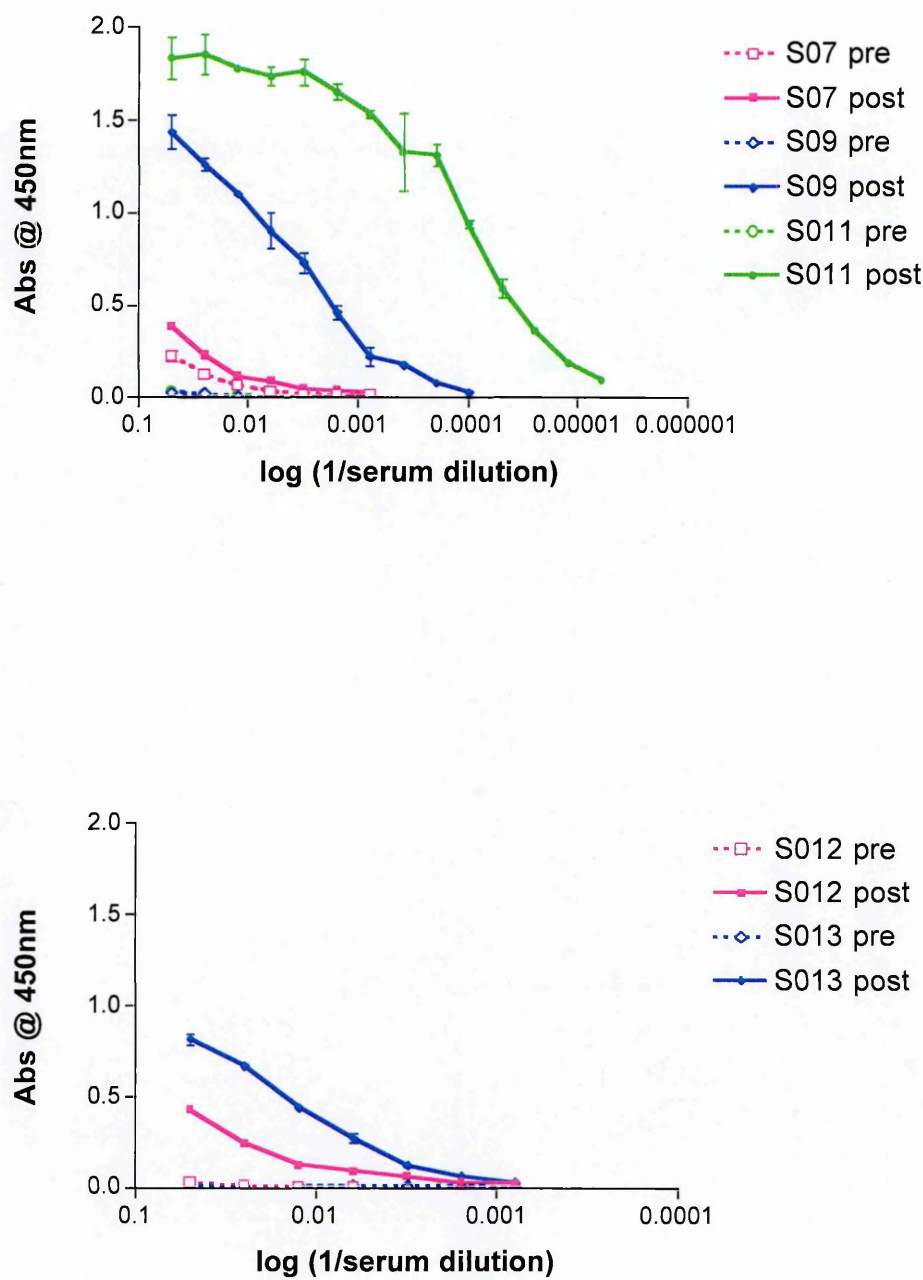 2.0
1.5
1.0
0.5
0.0
Abs @ 450nm
0.1 0.01 0.001 0.0001 0.00001 0.000001
log (1/serum dilution)
S07 pre
S07 post
S09 pre
S09 post
S011 pre
S011 post
2.0
1.5
1.0
0.5
0.0
Abs @ 450nm
0.1 0.01 0.001 0.0001
log (1/serum dilution)
S012 pre
S012 post
S013 pre
S013 post